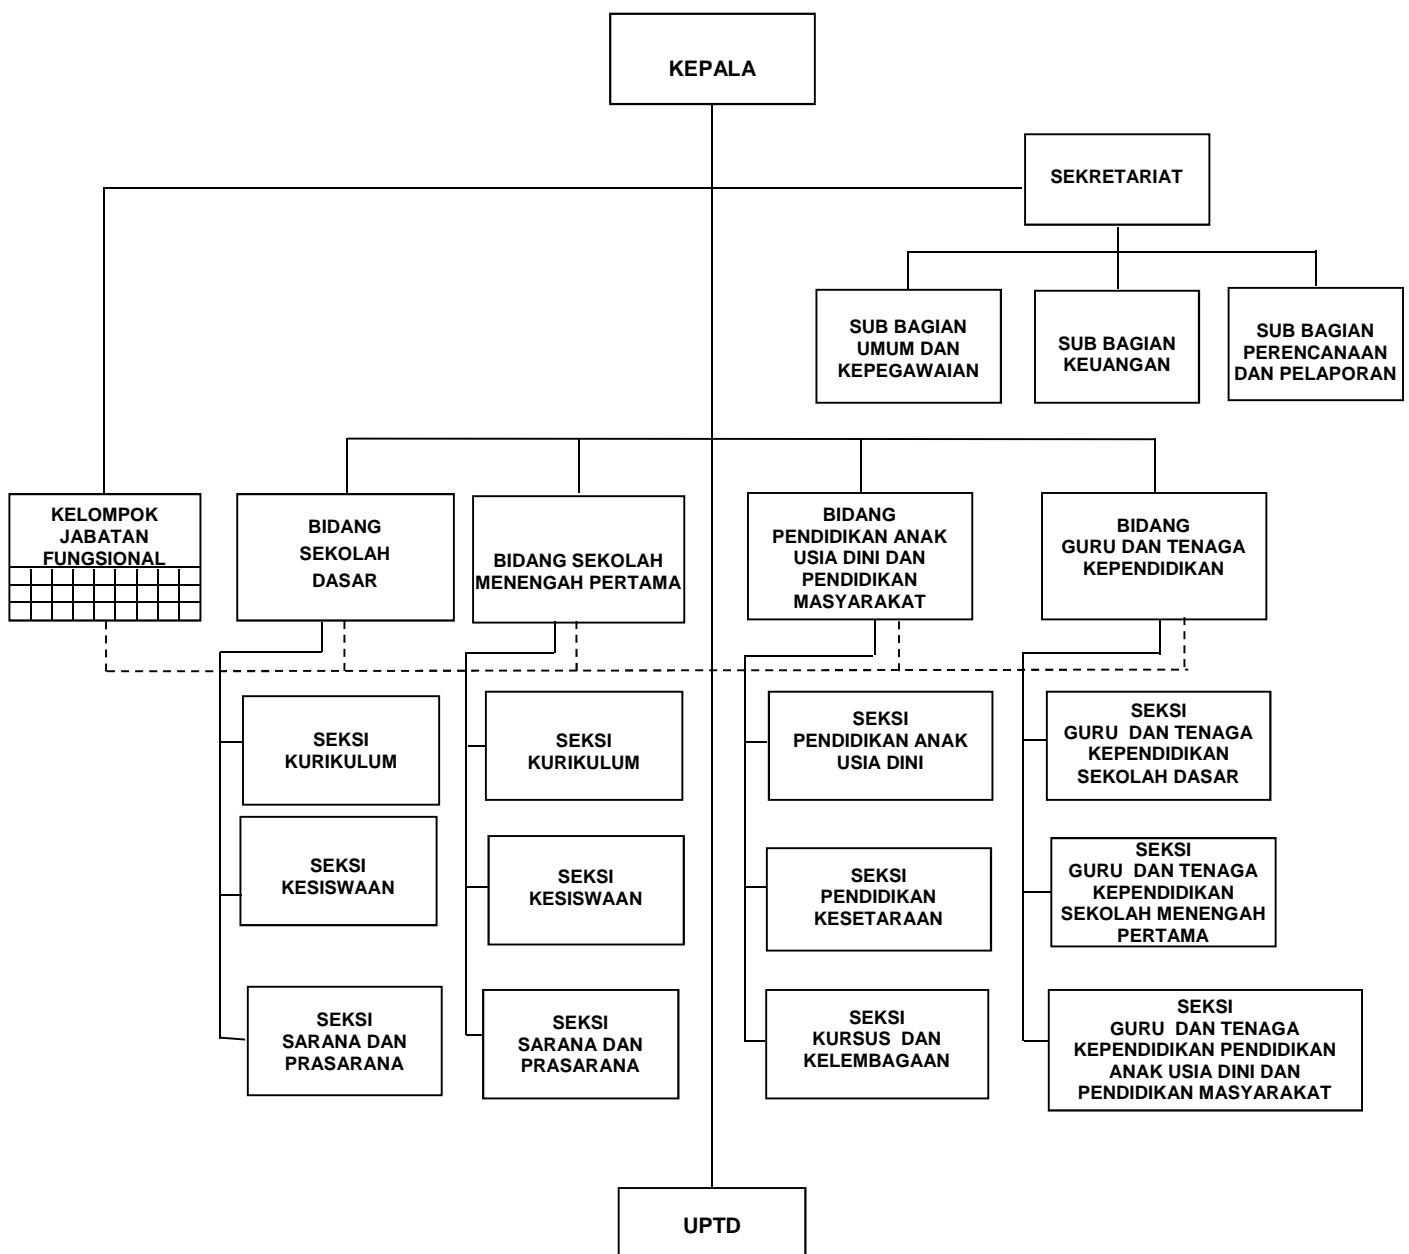 KEPALA
SEKRETARIAT
SUB BAGIAN
UMUM DAN
KEPEGAWAIAN
SUB BAGIAN
KEUANGAN
SUB BAGIAN
PERENCANAAN
DAN PELAPORAN
KELOMPOK
JABATAN
FUNGSIONAL
BIDANG
SEKOLAH
DASAR
BIDANG SEKOLAH
MENENGAH PERTAMA
BIDANG
PENDIDIKAN ANAK
USIA DINI DAN
PENDIDIKAN
MASYARAKAT
BIDANG
GURU DAN TENAGA
KEPENDIDIKAN
SEKSI
KURIKULUM
SEKSI
KURIKULUM
SEKSI
PENDIDIKAN ANAK
USIA DINI
SEKSI
GURU DAN TENAGA
KEPENDIDIKAN
SEKOLAH DASAR
SEKSI
KESISWAAN
SEKSI
KESISWAAN
SEKSI
PENDIDIKAN
KESETARAAN
SEKSI
GURU DAN TENAGA
KEPENDIDIKAN
SEKOLAH MENENGAH
PERTAMA
SEKSI
SARANA DAN
PRASARANA
SEKSI
SARANA DAN
PRASARANA
SEKSI
KURSUS DAN
KELEMBAGAAN
SEKSI
GURU DAN TENAGA
KEPENDIDIKAN PENDIDIKAN
ANAK USIA DINI DAN
PENDIDIKAN MASYARAKAT
UPTD